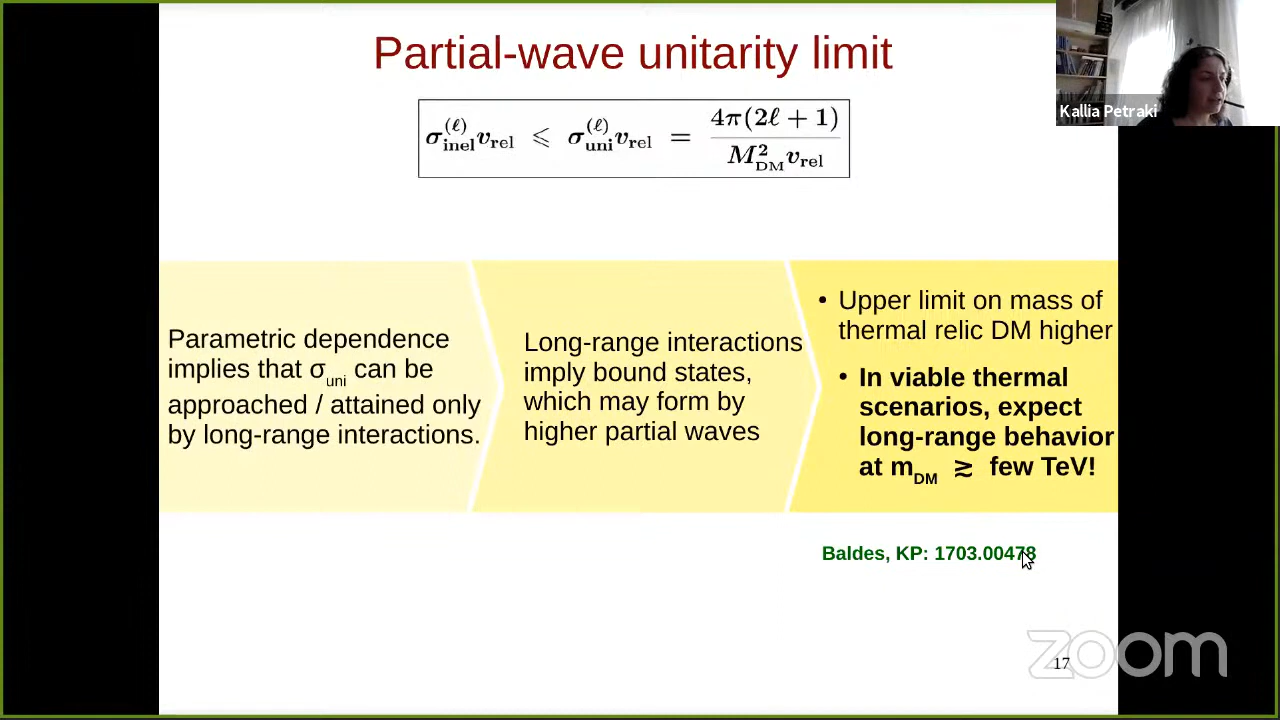 Partial-wave unitarity limit
Kallia Petraki
σ_inel^(ℓ) v_rel ⩽ σ_uni^(ℓ) v_rel = 4π(2ℓ + 1) / M_DM^2 v_rel
Parametric dependence
implies that σ_uni can be
approached / attained only
by long-range interactions.
Long-range interactions
imply bound states,
which may form by
higher partial waves
• Upper limit on mass of
thermal relic DM higher
• In viable thermal
scenarios, expect
long-range behavior
at m_DM ≳ few TeV!
Baldes, KP: 1703.00478
17
zoom